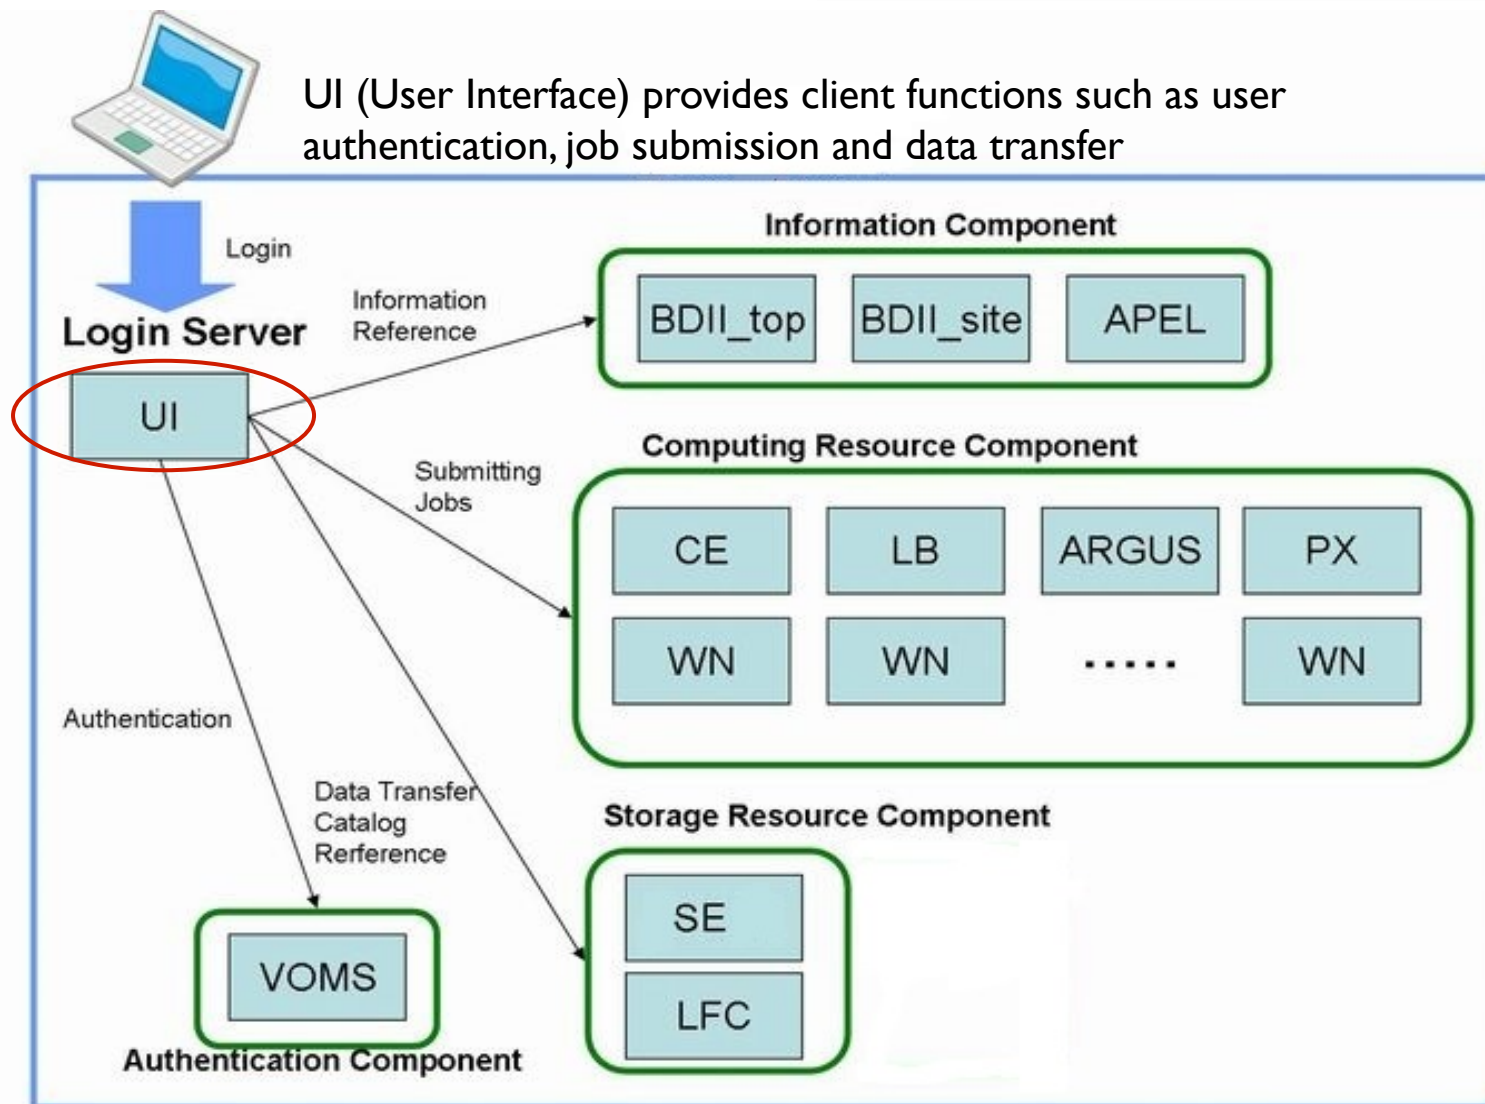 UI (User Interface) provides client functions such as user
authentication, job submission and data transfer
Login
Login Server
UI
Information
Reference
Information Component
BDII_top
BDII_site
APEL
Submitting
Jobs
Computing Resource Component
CE
LB
ARGUS
PX
WN
WN
.....
WN
Authentication
Data Transfer
Catalog
Rerference
Storage Resource Component
SE
LFC
VOMS
Authentication Component